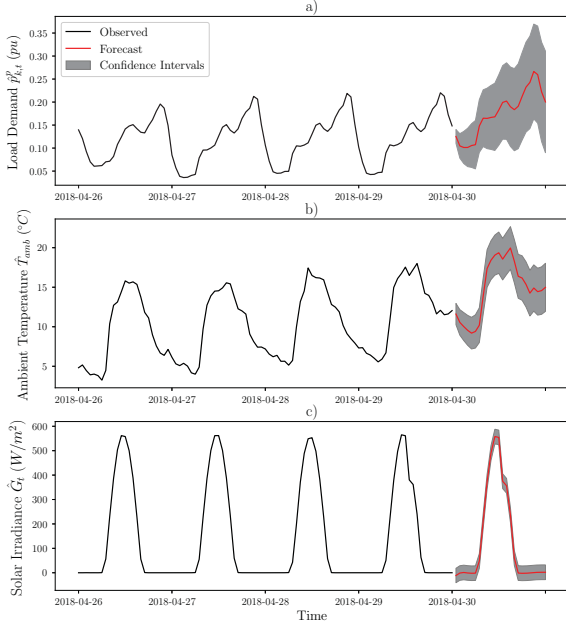 a)
Load Demand p̂ᵖₖ,ₜ (pu)
0.35
0.30
0.25
0.20
0.15
0.10
0.05
Observed
Forecast
Confidence Intervals
2018-04-26 2018-04-27 2018-04-28 2018-04-29 2018-04-30
b)
Ambient Temperature T̂amb (°C)
20
15
10
5
2018-04-26 2018-04-27 2018-04-28 2018-04-29 2018-04-30
c)
Solar Irradiance Ĝₜ (W/m²)
600
500
400
300
200
100
0
2018-04-26 2018-04-27 2018-04-28 2018-04-29 2018-04-30
Time